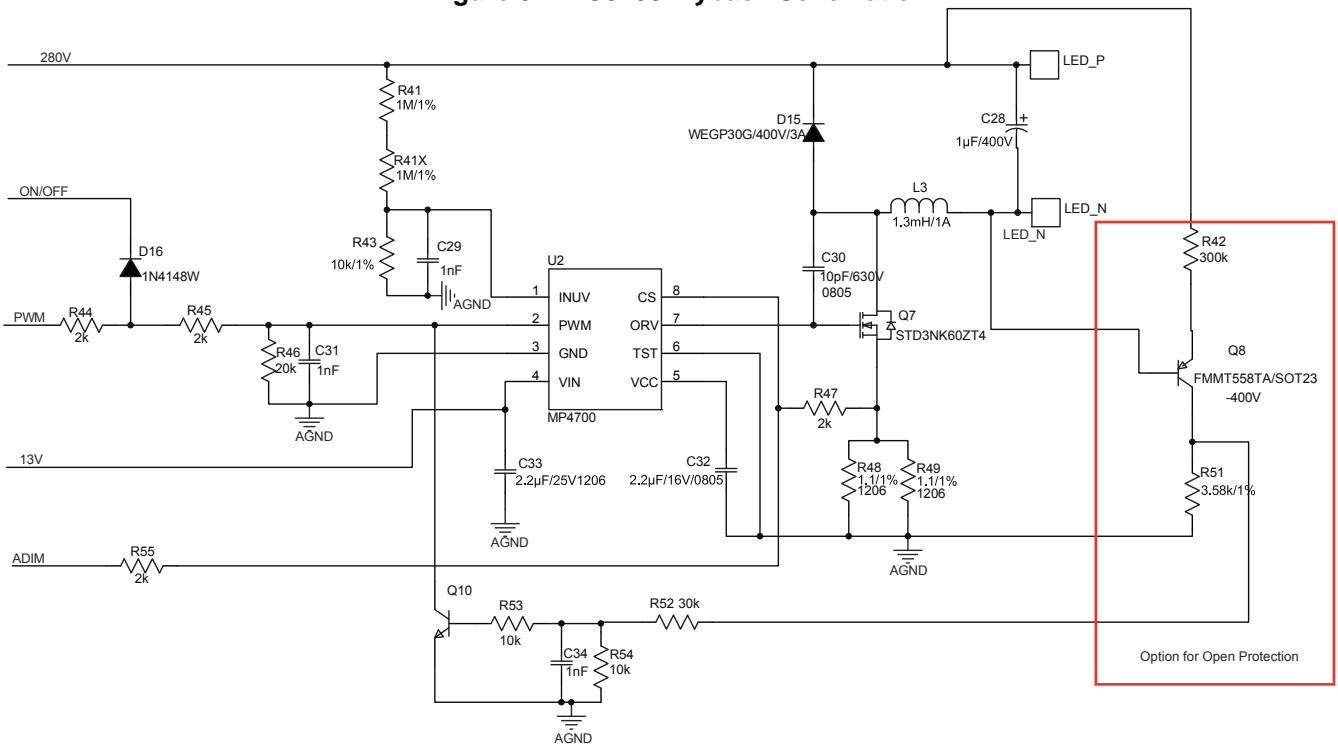 280V
LED_P
R41
1M/1%
D15
WEGP30G/400V/3A
C28
+
1µF/400V
R41X
1M/1%
ON/OFF
L3
1.3mH/1A
LED_N
LED_N
R43
10k/1%
C29
1nF
AGND
D16
1N4148W
U2
C30
10pF/630V
0805
R42
300k
PWM
R44
2k
R45
2k
1
INUV
CS
8
2
PWM
ORV
7
3
GND
TST
6
4
VIN
VCC
5
MP4700
Q7
STD3NK60ZT4
Q8
FMMT558TA/SOT23
-400V
R46
20k
C31
1nF
AGND
R47
2k
13V
C33
2.2µF/25V1206
AGND
C32
2.2µF/16V/0805
R48
1.1/1%
1206
R49
1.1/1%
1206
AGND
R51
3.58k/1%
ADIM
R55
2k
Q10
R53
10k
R52 30k
C34
1nF
R54
10k
AGND
Option for Open Protection